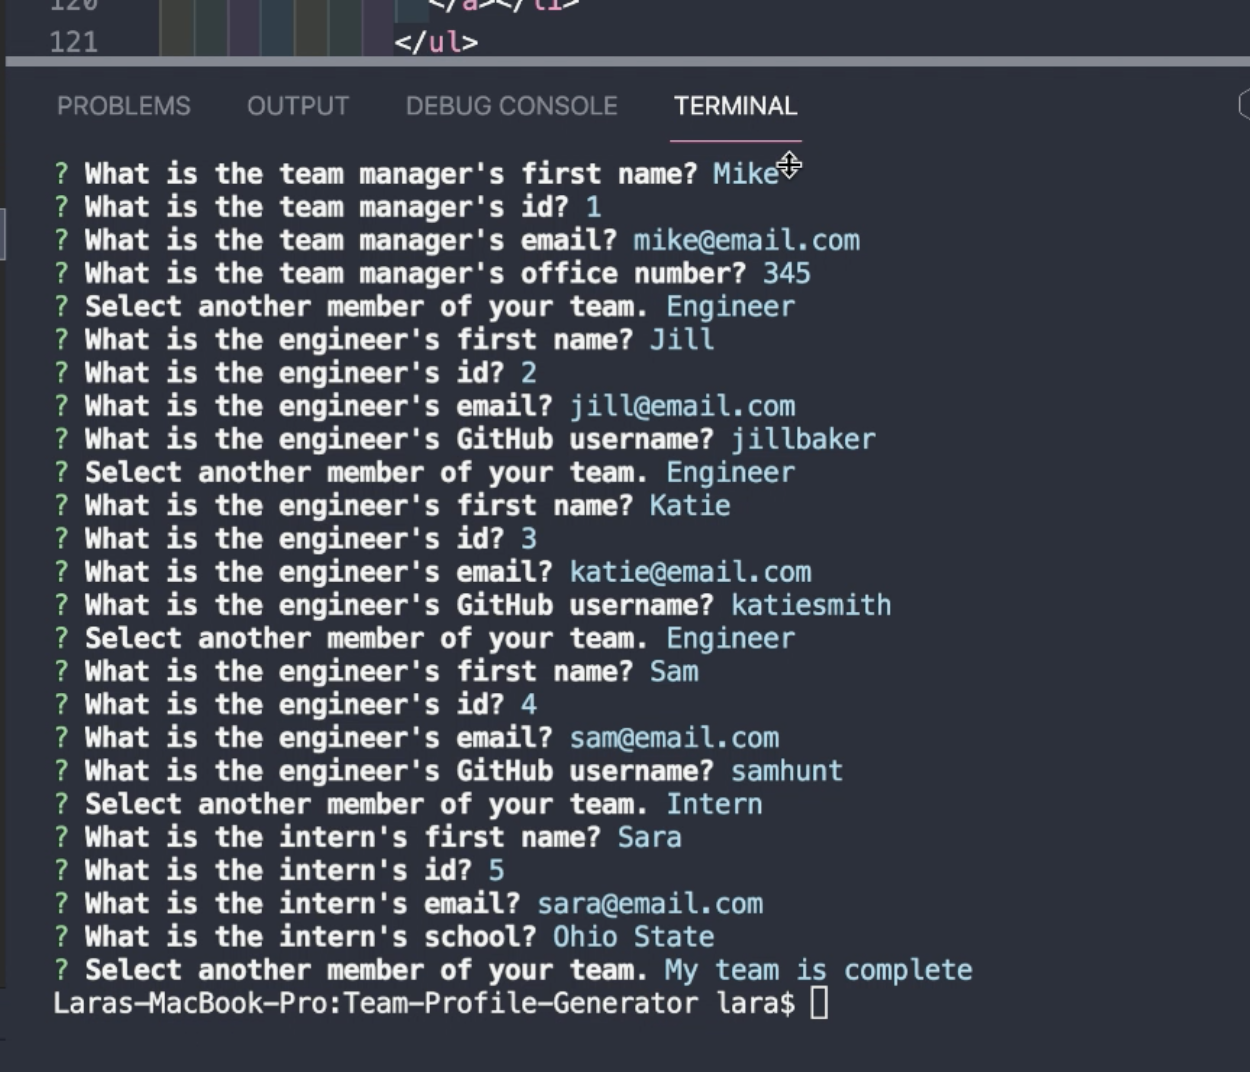 120 </a></li>
121 </ul>
PROBLEMS OUTPUT DEBUG CONSOLE TERMINAL
? What is the team manager's first name? Mike
? What is the team manager's id? 1
? What is the team manager's email? mike@email.com
? What is the team manager's office number? 345
? Select another member of your team. Engineer
? What is the engineer's first name? Jill
? What is the engineer's id? 2
? What is the engineer's email? jill@email.com
? What is the engineer's GitHub username? jillbaker
? Select another member of your team. Engineer
? What is the engineer's first name? Katie
? What is the engineer's id? 3
? What is the engineer's email? katie@email.com
? What is the engineer's GitHub username? katiesmith
? Select another member of your team. Engineer
? What is the engineer's first name? Sam
? What is the engineer's id? 4
? What is the engineer's email? sam@email.com
? What is the engineer's GitHub username? samhunt
? Select another member of your team. Intern
? What is the intern's first name? Sara
? What is the intern's id? 5
? What is the intern's email? sara@email.com
? What is the intern's school? Ohio State
? Select another member of your team. My team is complete
Laras-MacBook-Pro:Team-Profile-Generator lara$